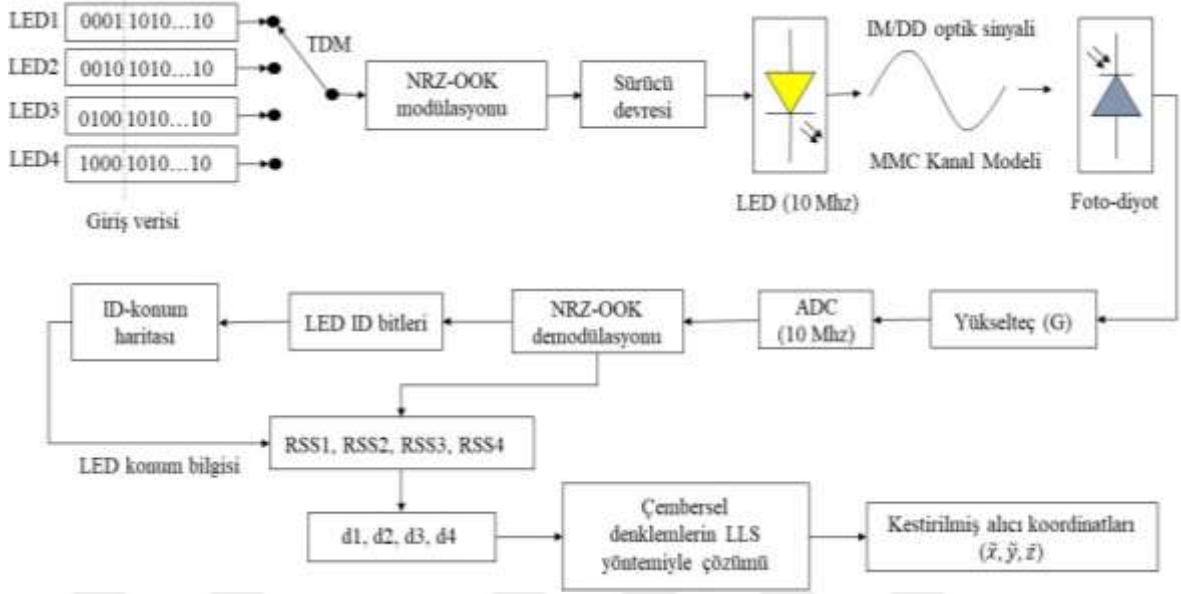 LED1 0001 1010…10
LED2 0010 1010…10
LED3 0100 1010…10
LED4 1000 1010…10
Giriş verisi
TDM
NRZ-OOK
modülasyonu
Sürücü
devresi
LED (10 Mhz)
IM/DD optik sinyali
MMC Kanal Modeli
Foto-diyot
Yükselteç (G)
ADC
(10 Mhz)
NRZ-OOK
demodülasyonu
LED ID bitleri
ID-konum
haritası
LED konum bilgisi
RSS1, RSS2, RSS3, RSS4
d1, d2, d3, d4
Çembersel
denklemlerin LLS
yöntemiyle çözümü
Kestirilmiş alıcı koordinatları
(x̃, ỹ, z̃)